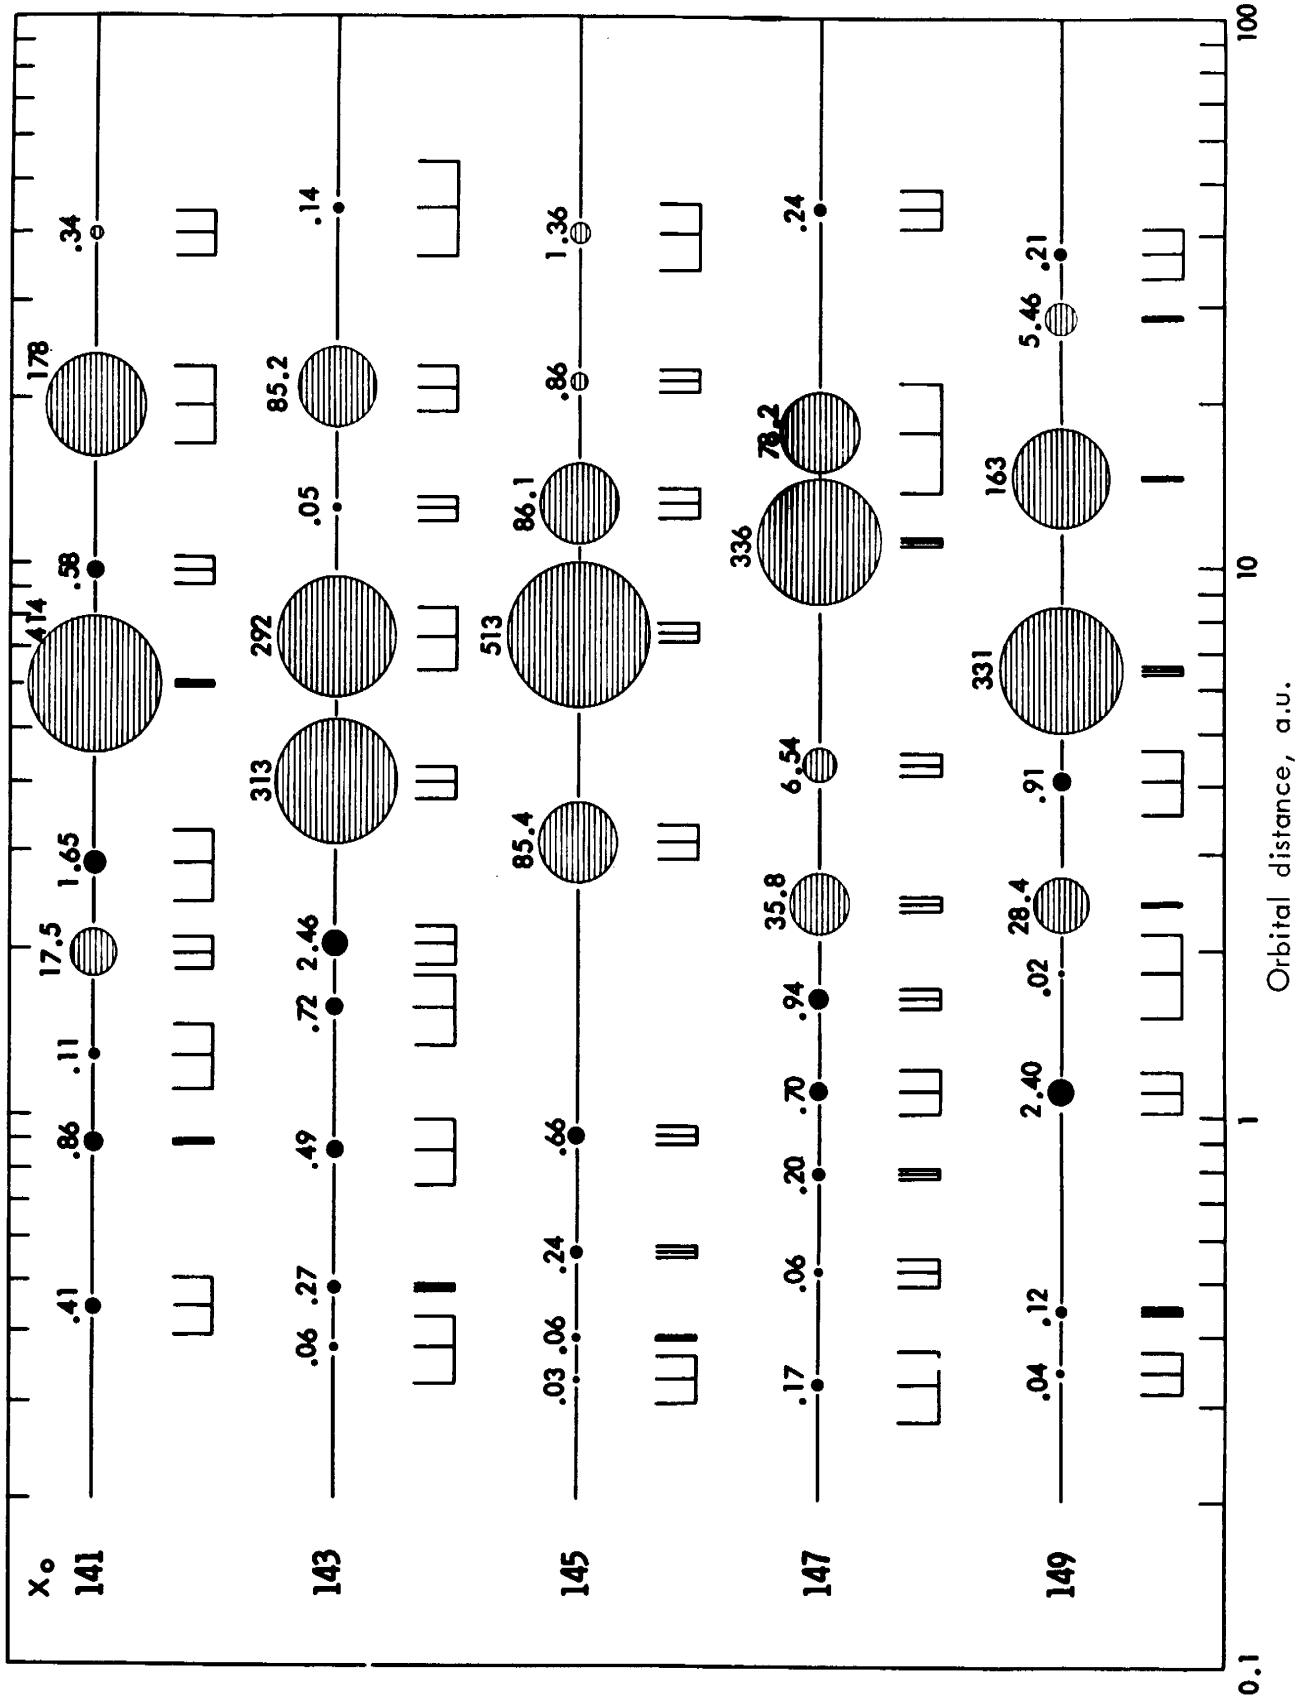 X₀
141 .41 .86 .11 17.5 1.65 414 .58 178 .34
143 .06 .27 .49 .72 2.46 313 292 .05 85.2 .14
145 .03 .06 .24 .66 85.4 513 86.1 .86 1.36
147 .17 .06 .20 .70 .94 35.8 6.54 336 78.2 .24
149 .04 .12 2.40 .02 28.4 .91 331 163 5.46 .21
0.1 1 10 100
Orbital distance, a.u.